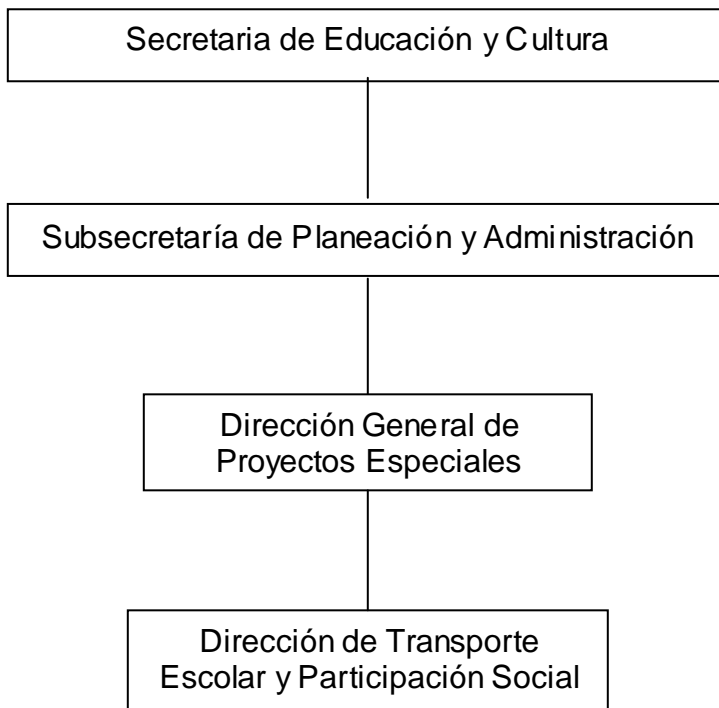 Secretaria de Educación y Cultura
Subsecretaría de Planeación y Administración
Dirección General de
Proyectos Especiales
Dirección de Transporte
Escolar y Participación Social